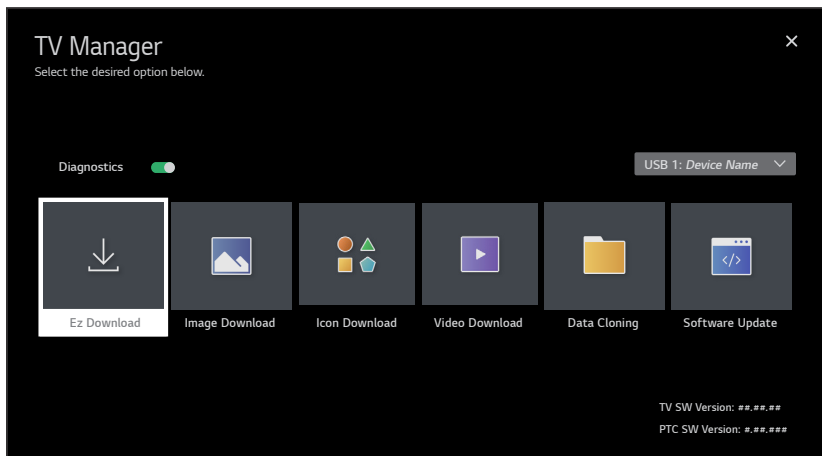 TV Manager
Select the desired option below.
Diagnostics
USB 1: Device Name
Ez Download
Image Download
Icon Download
Video Download
Data Cloning
Software Update
TV SW Version: ##.##.##
PTC SW Version: #.##.###